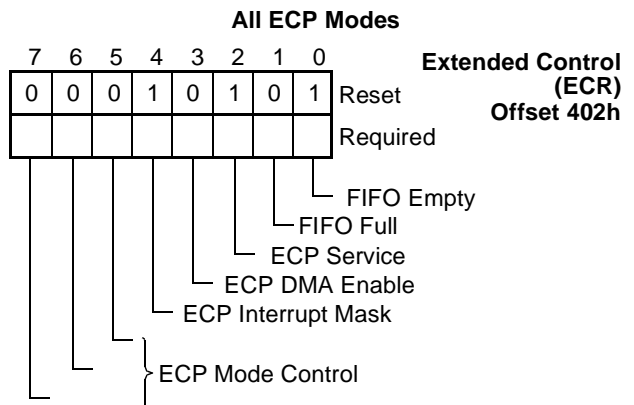 All ECP Modes
7 6 5 4 3 2 1 0
Extended Control
(ECR)
Offset 402h
0 0 0 1 0 1 0 1 Reset
Required
FIFO Empty
FIFO Full
ECP Service
ECP DMA Enable
ECP Interrupt Mask
ECP Mode Control